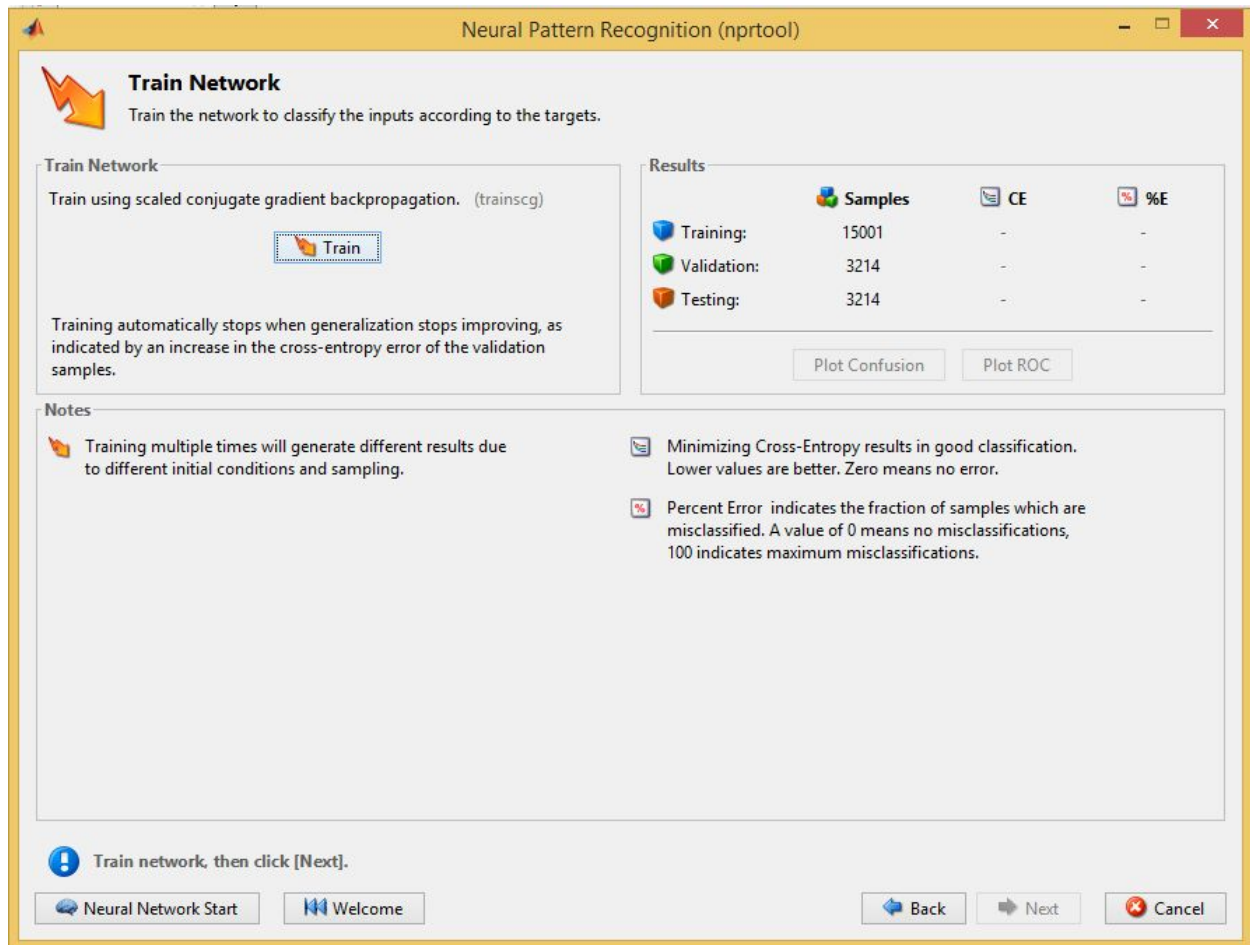 Neural Pattern Recognition (nprtool)
Train Network
Train the network to classify the inputs according to the targets.
Train Network
Train using scaled conjugate gradient backpropagation. (trainscg)
Train
Training automatically stops when generalization stops improving, as
indicated by an increase in the cross-entropy error of the validation
samples.
Results
Samples CE %E
Training: 15001 - -
Validation: 3214 - -
Testing: 3214 - -
Plot Confusion Plot ROC
Notes
Training multiple times will generate different results due
to different initial conditions and sampling.
Minimizing Cross-Entropy results in good classification.
Lower values are better. Zero means no error.
Percent Error indicates the fraction of samples which are
misclassified. A value of 0 means no misclassifications,
100 indicates maximum misclassifications.
Train network, then click [Next].
Neural Network Start Welcome Back Next Cancel